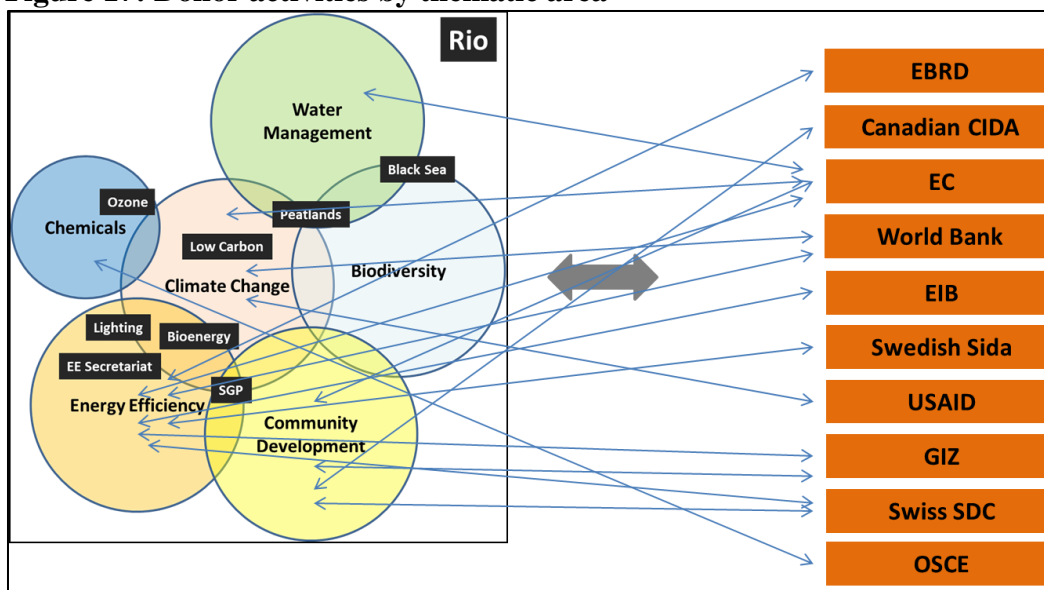 Figure 17: Donor activities by thematic area
Rio
Water
Management
Black Sea
Ozone
Chemicals
Peatlands
Low Carbon
Biodiversity
Climate Change
Lighting
Bioenergy
EE Secretariat
SGP
Energy Efficiency
Community
Development
EBRD
Canadian CIDA
EC
World Bank
EIB
Swedish Sida
USAID
GIZ
Swiss SDC
OSCE